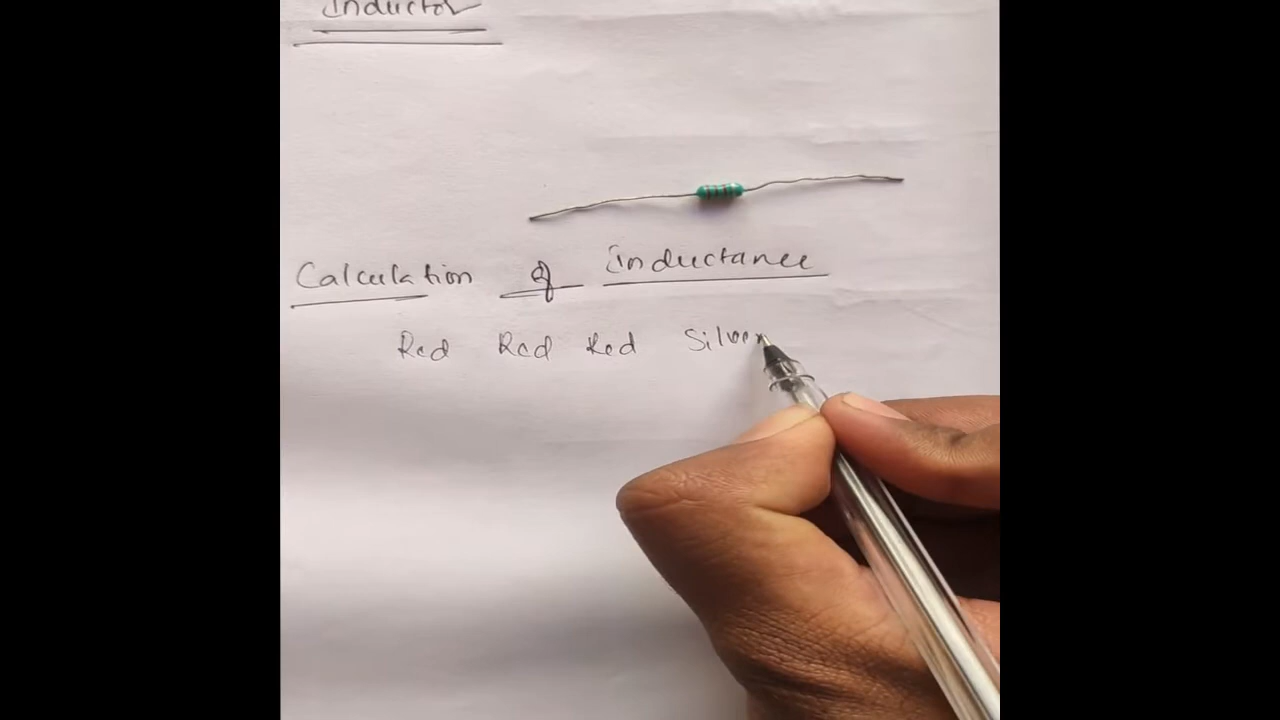 Inductor
Calculation of inductance
Red Red Red Silver